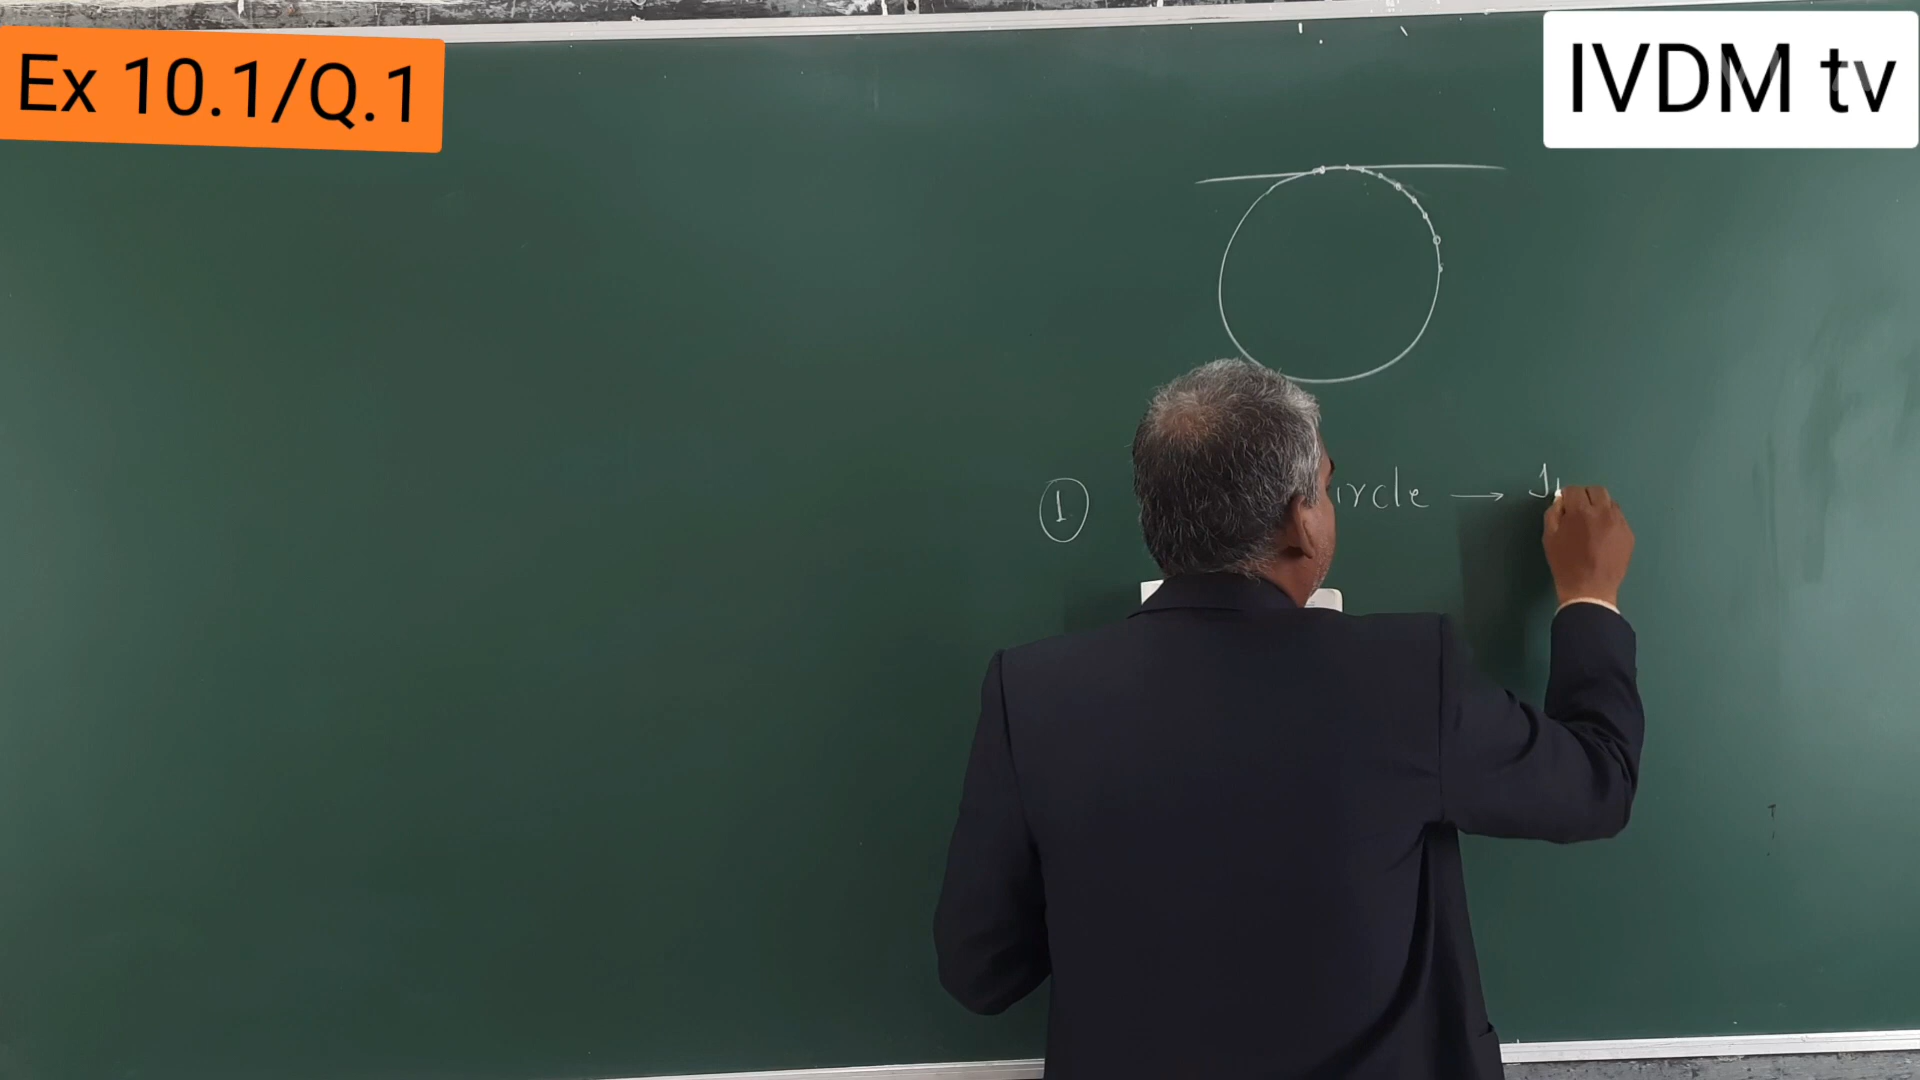 Ex 10.1/Q.1
IVDM tv
1 ircle →